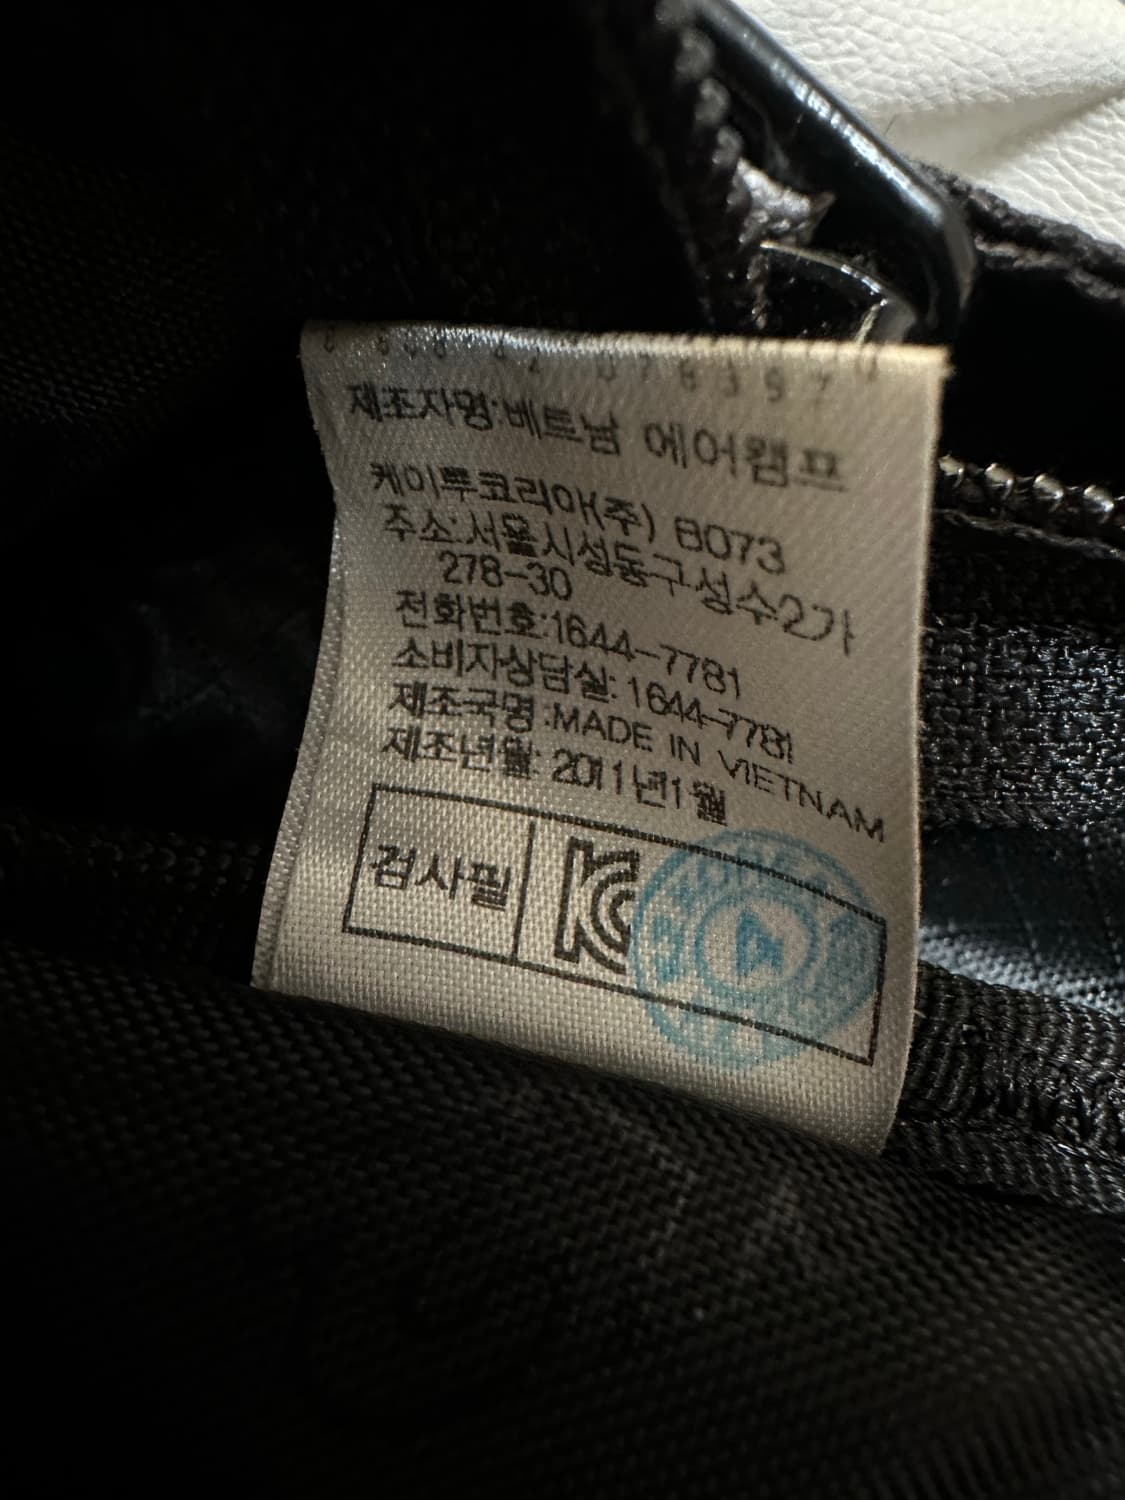 제조자명:베트남 에어캠프
케이투코리아(주) B073
주소:서울시성동구성수2가
278-30
전화번호:1644-7781
소비자상담실: 1644-7781
제조국명:MADE IN VIETNAM
제조년월: 2011년1월
검사필